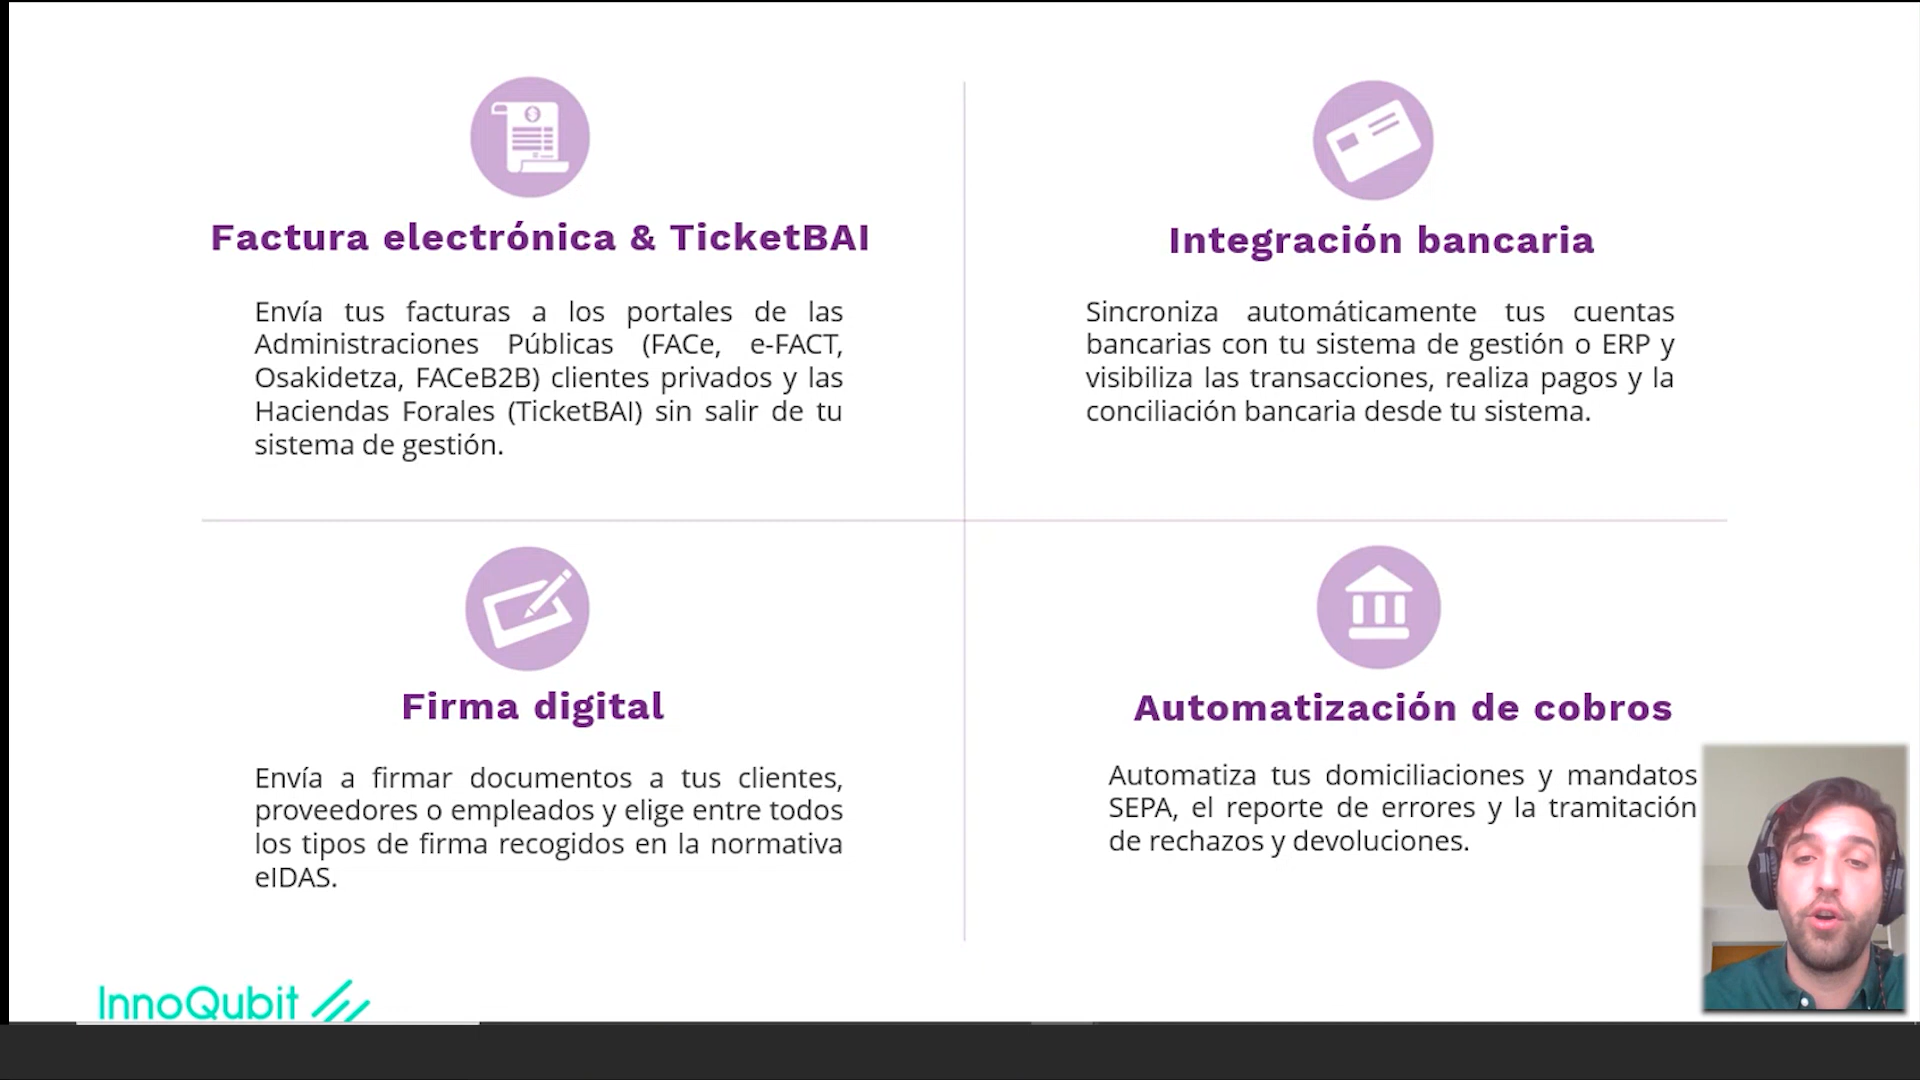 Factura electrónica & TicketBAI
Envía tus facturas a los portales de las
Administraciones Públicas (FACe, e-FACT,
Osakidetza, FACeB2B) clientes privados y las
Haciendas Forales (TicketBAI) sin salir de tu
sistema de gestión.
Integración bancaria
Sincroniza automáticamente tus cuentas
bancarias con tu sistema de gestión o ERP y
visibiliza las transacciones, realiza pagos y la
conciliación bancaria desde tu sistema.
Firma digital
Envía a firmar documentos a tus clientes,
proveedores o empleados y elige entre todos
los tipos de firma recogidos en la normativa
eIDAS.
Automatización de cobros
Automatiza tus domiciliaciones y mandatos
SEPA, el reporte de errores y la tramitación
de rechazos y devoluciones.
InnoQubit